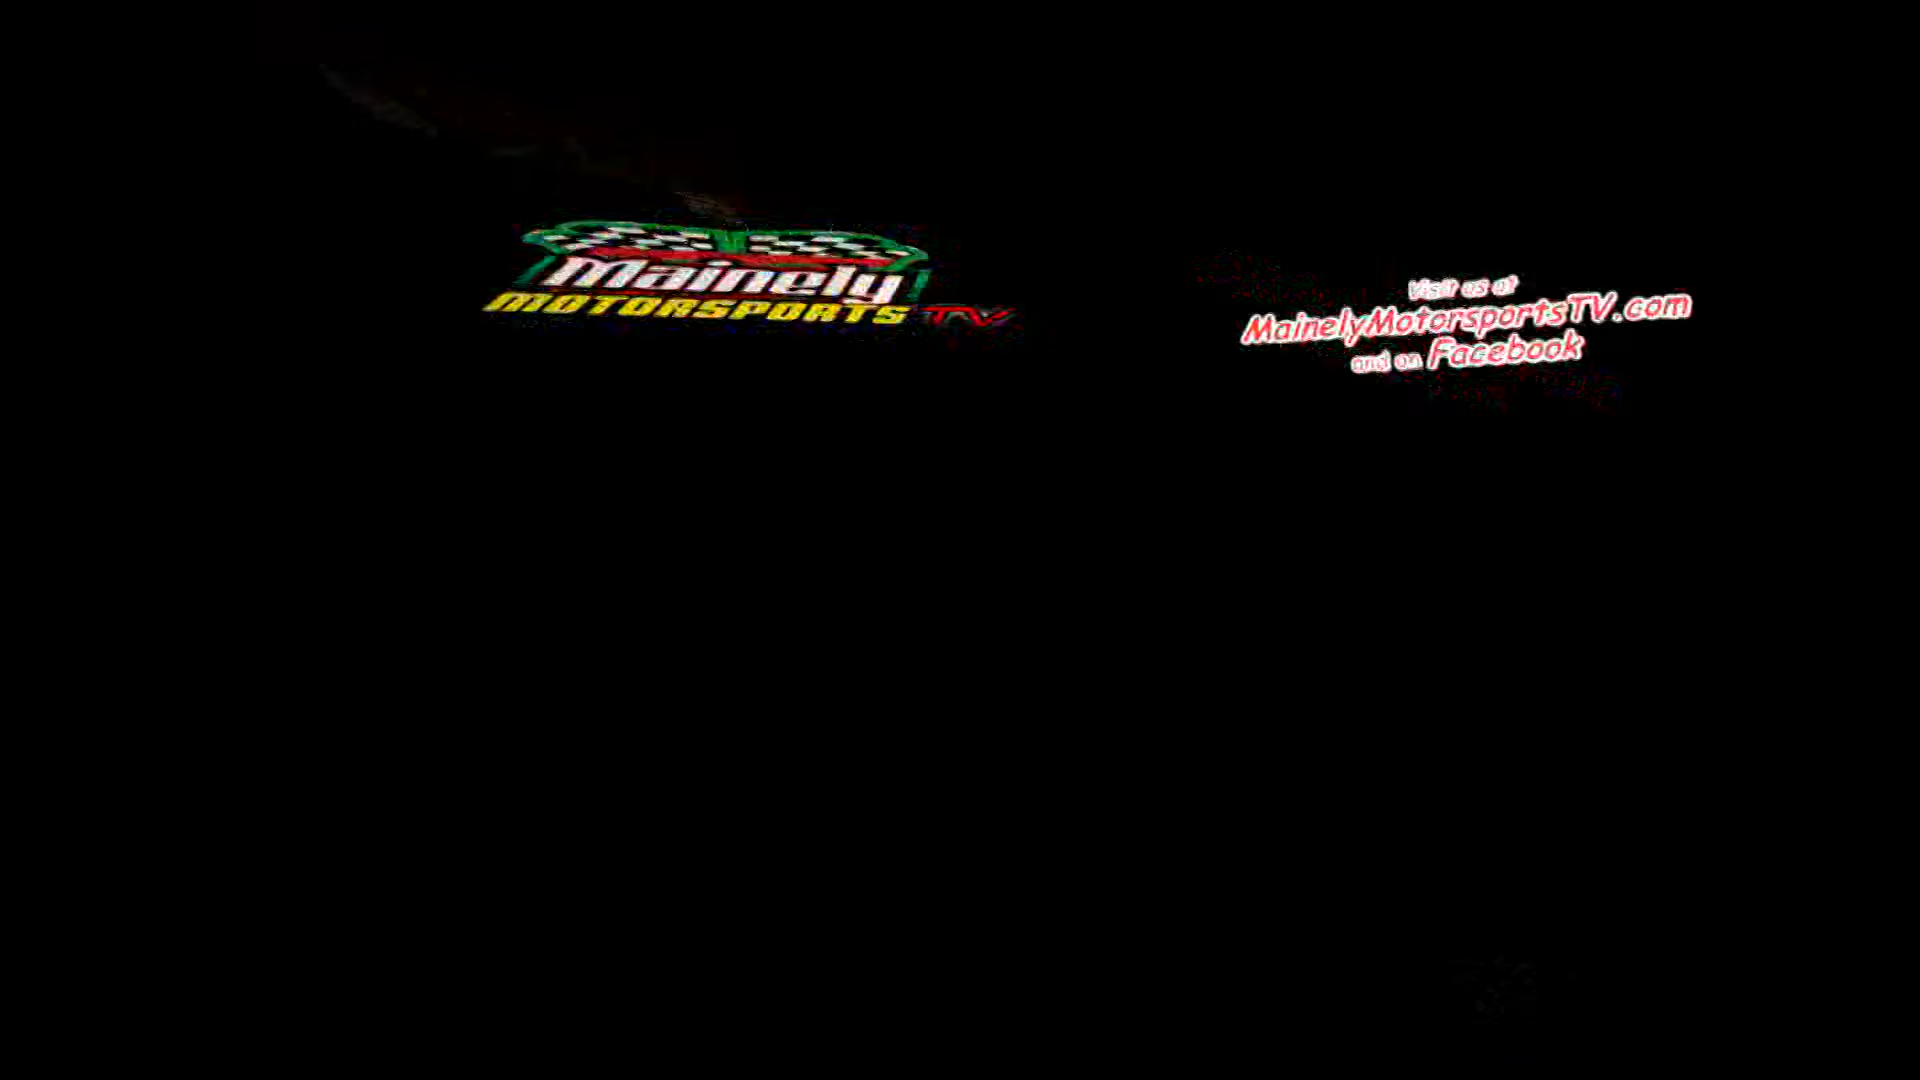 Mainely
MOTORSPORTS TV
Visit us at
MainelyMotorsportsTV.com
and on Facebook